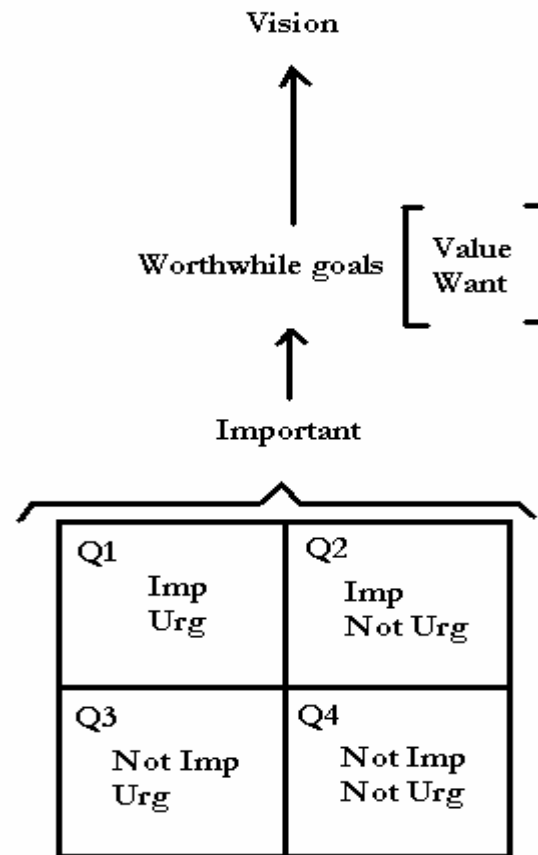 Vision
Worthwhile goals
Value
Want
Important
Q1
Imp
Urg
Q2
Imp
Not Urg
Q3
Not Imp
Urg
Q4
Not Imp
Not Urg